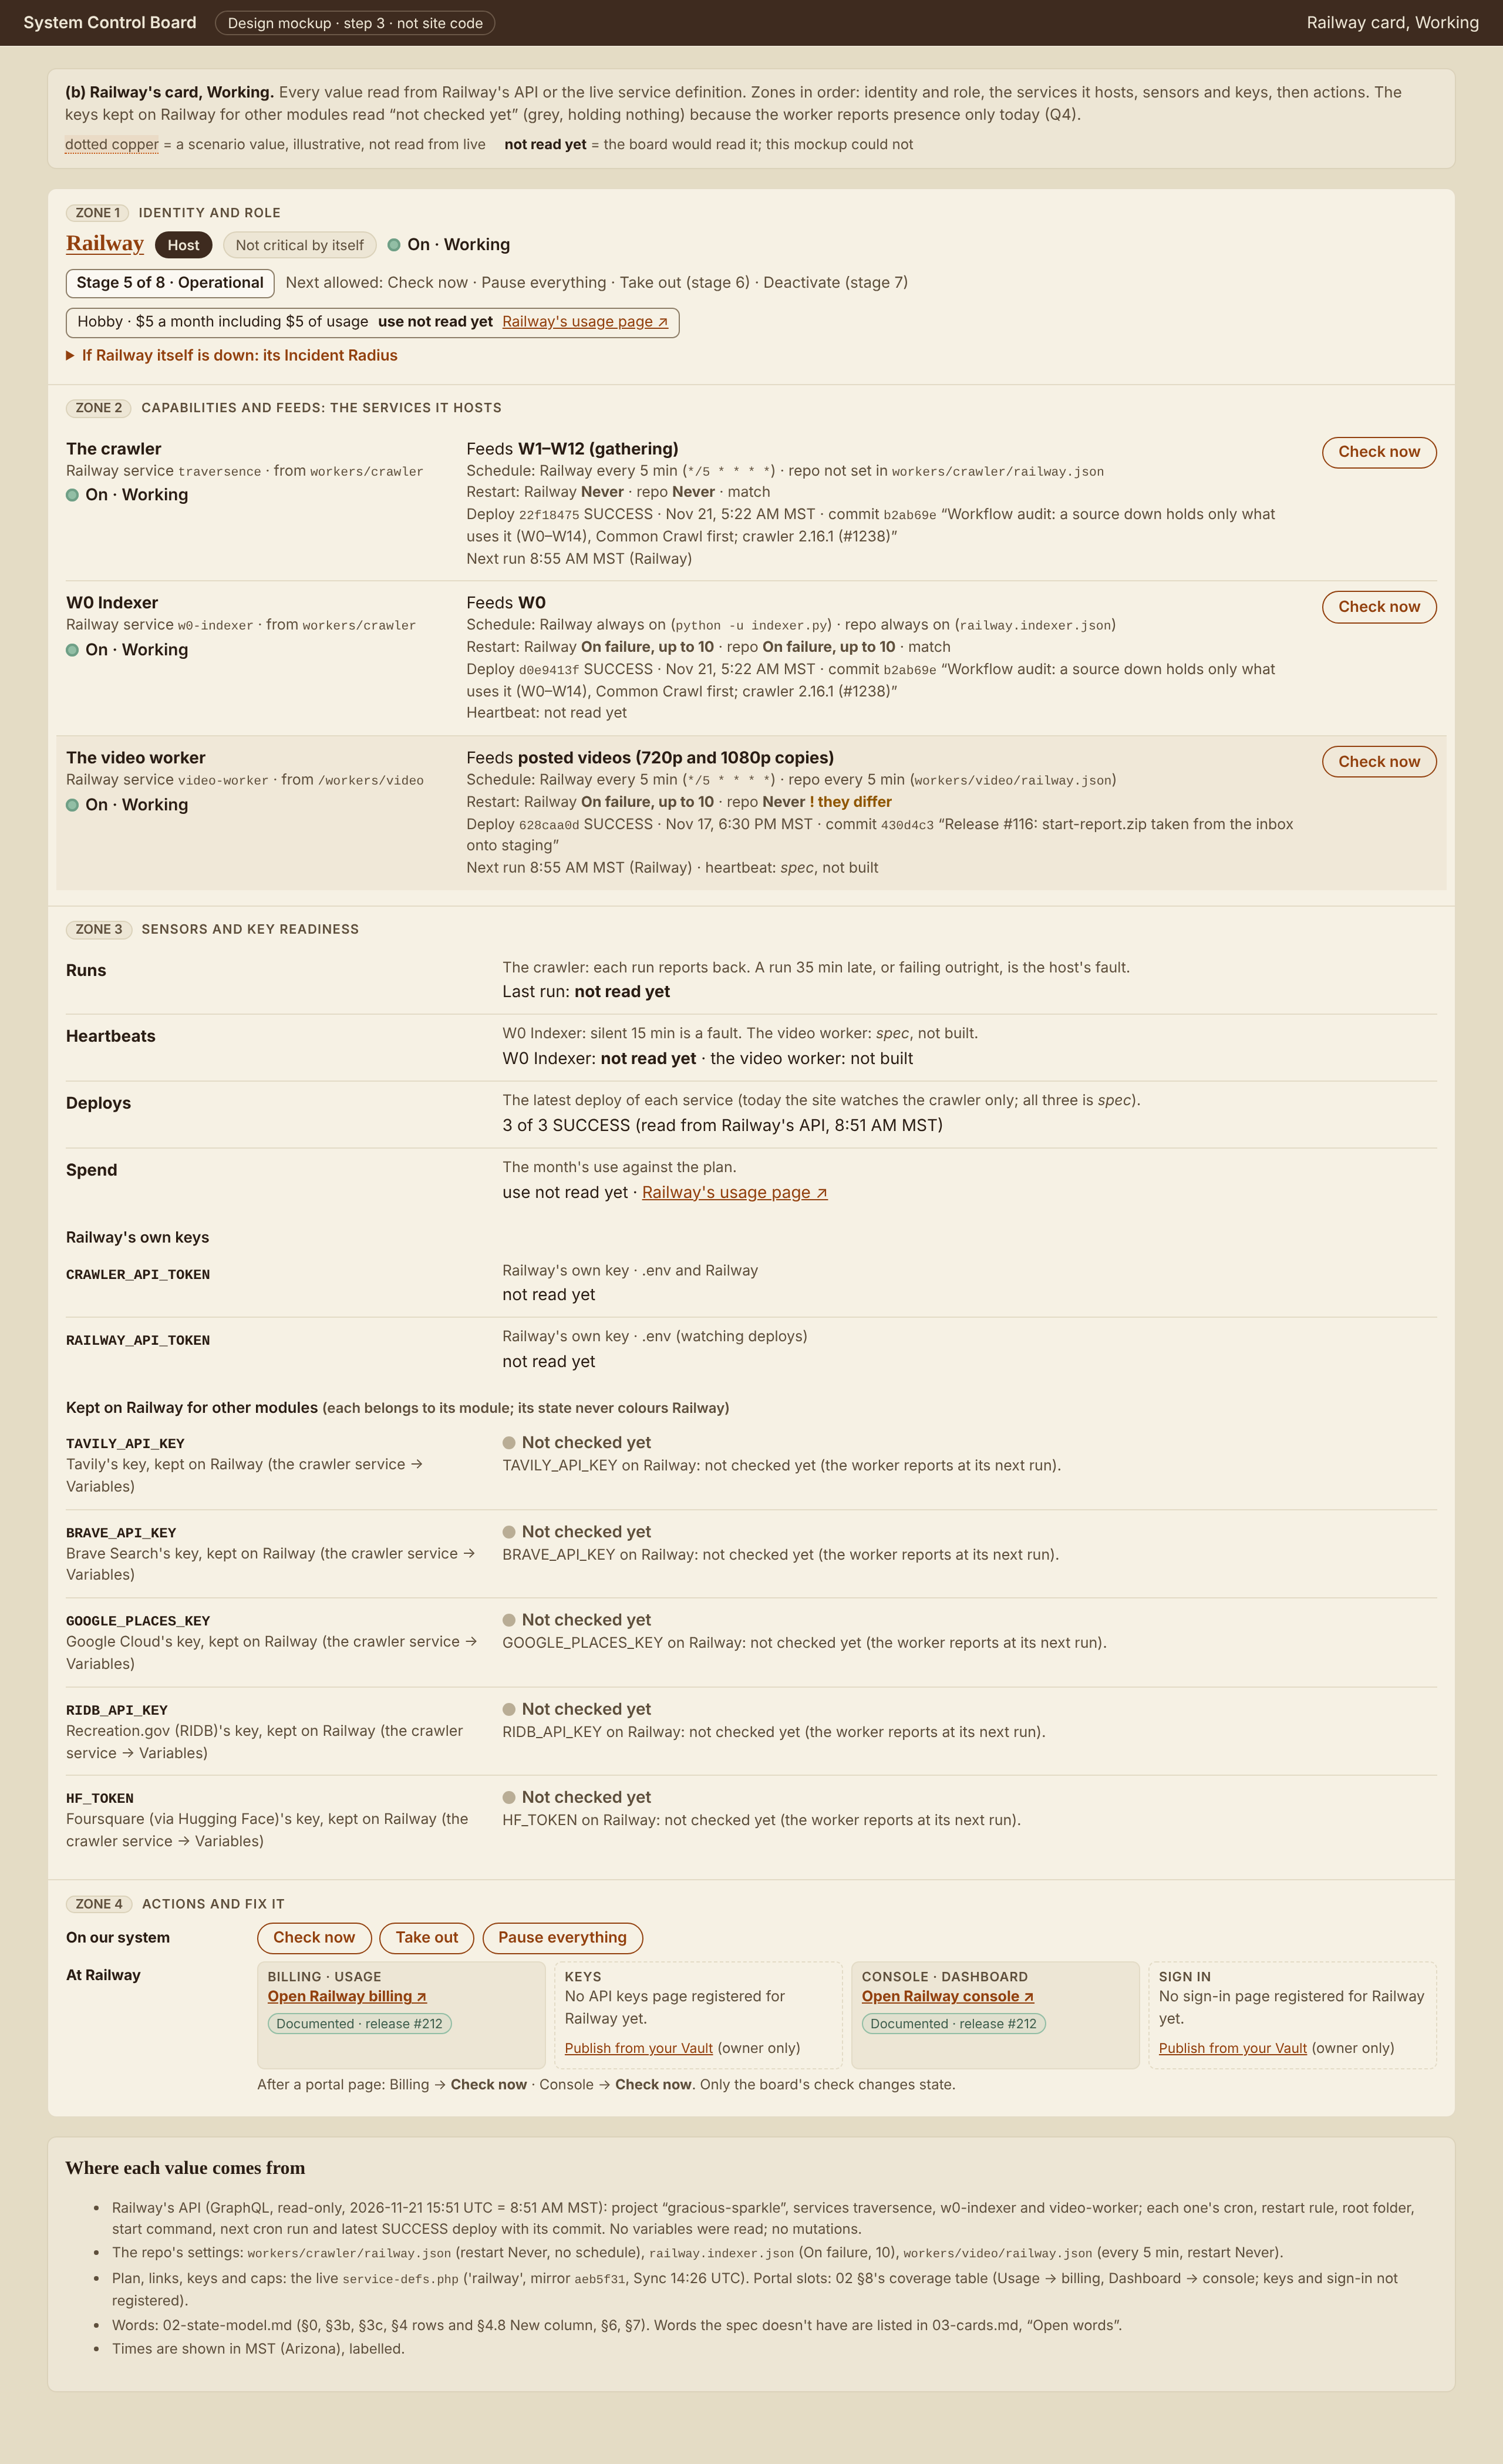 System Control Board
Design mockup · step 3 · not site code
Railway card, Working
(b) Railway's card, Working. Every value read from Railway's API or the live service definition. Zones in order: identity and role, the services it hosts, sensors and keys, then actions. The
keys kept on Railway for other modules read “not checked yet” (grey, holding nothing) because the worker reports presence only today (Q4).
dotted copper = a scenario value, illustrative, not read from live not read yet = the board would read it; this mockup could not
ZONE 1 IDENTITY AND ROLE
Railway Host Not critical by itself On · Working
Stage 5 of 8 · Operational Next allowed: Check now · Pause everything · Take out (stage 6) · Deactivate (stage 7)
Hobby · $5 a month including $5 of usage use not read yet Railway's usage page ↗
▶ If Railway itself is down: its Incident Radius
ZONE 2 CAPABILITIES AND FEEDS: THE SERVICES IT HOSTS
The crawler
Railway service traversence · from workers/crawler
On · Working
Feeds W1–W12 (gathering)
Schedule: Railway every 5 min (*/5 * * * *) · repo not set in workers/crawler/railway.json
Restart: Railway Never · repo Never · match
Deploy 22f18475 SUCCESS · Nov 21, 5:22 AM MST · commit b2ab69e “Workflow audit: a source down holds only what
uses it (W0–W14), Common Crawl first; crawler 2.16.1 (#1238)”
Next run 8:55 AM MST (Railway)
Check now
W0 Indexer
Railway service w0-indexer · from workers/crawler
On · Working
Feeds W0
Schedule: Railway always on (python -u indexer.py) · repo always on (railway.indexer.json)
Restart: Railway On failure, up to 10 · repo On failure, up to 10 · match
Deploy d0e9413f SUCCESS · Nov 21, 5:22 AM MST · commit b2ab69e “Workflow audit: a source down holds only what
uses it (W0–W14), Common Crawl first; crawler 2.16.1 (#1238)”
Heartbeat: not read yet
Check now
The video worker
Railway service video-worker · from /workers/video
On · Working
Feeds posted videos (720p and 1080p copies)
Schedule: Railway every 5 min (*/5 * * * *) · repo every 5 min (workers/video/railway.json)
Restart: Railway On failure, up to 10 · repo Never ! they differ
Deploy 628caa0d SUCCESS · Nov 17, 6:30 PM MST · commit 430d4c3 “Release #116: start-report.zip taken from the inbox
onto staging”
Next run 8:55 AM MST (Railway) · heartbeat: spec, not built
Check now
ZONE 3 SENSORS AND KEY READINESS
Runs
The crawler: each run reports back. A run 35 min late, or failing outright, is the host's fault.
Last run: not read yet
Heartbeats
W0 Indexer: silent 15 min is a fault. The video worker: spec, not built.
W0 Indexer: not read yet · the video worker: not built
Deploys
The latest deploy of each service (today the site watches the crawler only; all three is spec).
3 of 3 SUCCESS (read from Railway's API, 8:51 AM MST)
Spend
The month's use against the plan.
use not read yet · Railway's usage page ↗
Railway's own keys
CRAWLER_API_TOKEN
Railway's own key · .env and Railway
not read yet
RAILWAY_API_TOKEN
Railway's own key · .env (watching deploys)
not read yet
Kept on Railway for other modules (each belongs to its module; its state never colours Railway)
TAVILY_API_KEY
Tavily's key, kept on Railway (the crawler service →
Variables)
Not checked yet
TAVILY_API_KEY on Railway: not checked yet (the worker reports at its next run).
BRAVE_API_KEY
Brave Search's key, kept on Railway (the crawler service →
Variables)
Not checked yet
BRAVE_API_KEY on Railway: not checked yet (the worker reports at its next run).
GOOGLE_PLACES_KEY
Google Cloud's key, kept on Railway (the crawler service →
Variables)
Not checked yet
GOOGLE_PLACES_KEY on Railway: not checked yet (the worker reports at its next run).
RIDB_API_KEY
Recreation.gov (RIDB)'s key, kept on Railway (the crawler
service → Variables)
Not checked yet
RIDB_API_KEY on Railway: not checked yet (the worker reports at its next run).
HF_TOKEN
Foursquare (via Hugging Face)'s key, kept on Railway (the
crawler service → Variables)
Not checked yet
HF_TOKEN on Railway: not checked yet (the worker reports at its next run).
ZONE 4 ACTIONS AND FIX IT
On our system
Check now Take out Pause everything
At Railway
BILLING · USAGE
Open Railway billing ↗
Documented · release #212
KEYS
No API keys page registered for
Railway yet.
Publish from your Vault (owner only)
CONSOLE · DASHBOARD
Open Railway console ↗
Documented · release #212
SIGN IN
No sign-in page registered for Railway
yet.
Publish from your Vault (owner only)
After a portal page: Billing → Check now · Console → Check now. Only the board's check changes state.
Where each value comes from
• Railway's API (GraphQL, read-only, 2026-11-21 15:51 UTC = 8:51 AM MST): project “gracious-sparkle”, services traversence, w0-indexer and video-worker; each one's cron, restart rule, root folder,
start command, next cron run and latest SUCCESS deploy with its commit. No variables were read; no mutations.
• The repo's settings: workers/crawler/railway.json (restart Never, no schedule), railway.indexer.json (On failure, 10), workers/video/railway.json (every 5 min, restart Never).
• Plan, links, keys and caps: the live service-defs.php ('railway', mirror aeb5f31, Sync 14:26 UTC). Portal slots: 02 §8's coverage table (Usage → billing, Dashboard → console; keys and sign-in not
registered).
• Words: 02-state-model.md (§0, §3b, §3c, §4 rows and §4.8 New column, §6, §7). Words the spec doesn't have are listed in 03-cards.md, “Open words”.
• Times are shown in MST (Arizona), labelled.